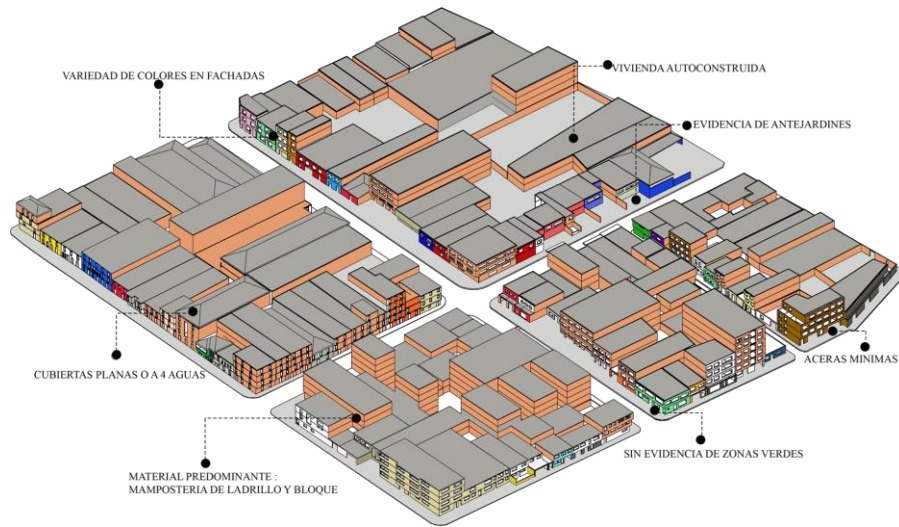 VARIEDAD DE COLORES EN FACHADAS
VIVIENDA AUTOCONSTRUIDA
EVIDENCIA DE ANTEJARDINES
CUBIERTAS PLANAS O A 4 AGUAS
ACERAS MINIMAS
SIN EVIDENCIA DE ZONAS VERDES
MATERIAL PREDOMINANTE :
MAMPOSTERIA DE LADRILLO Y BLOQUE